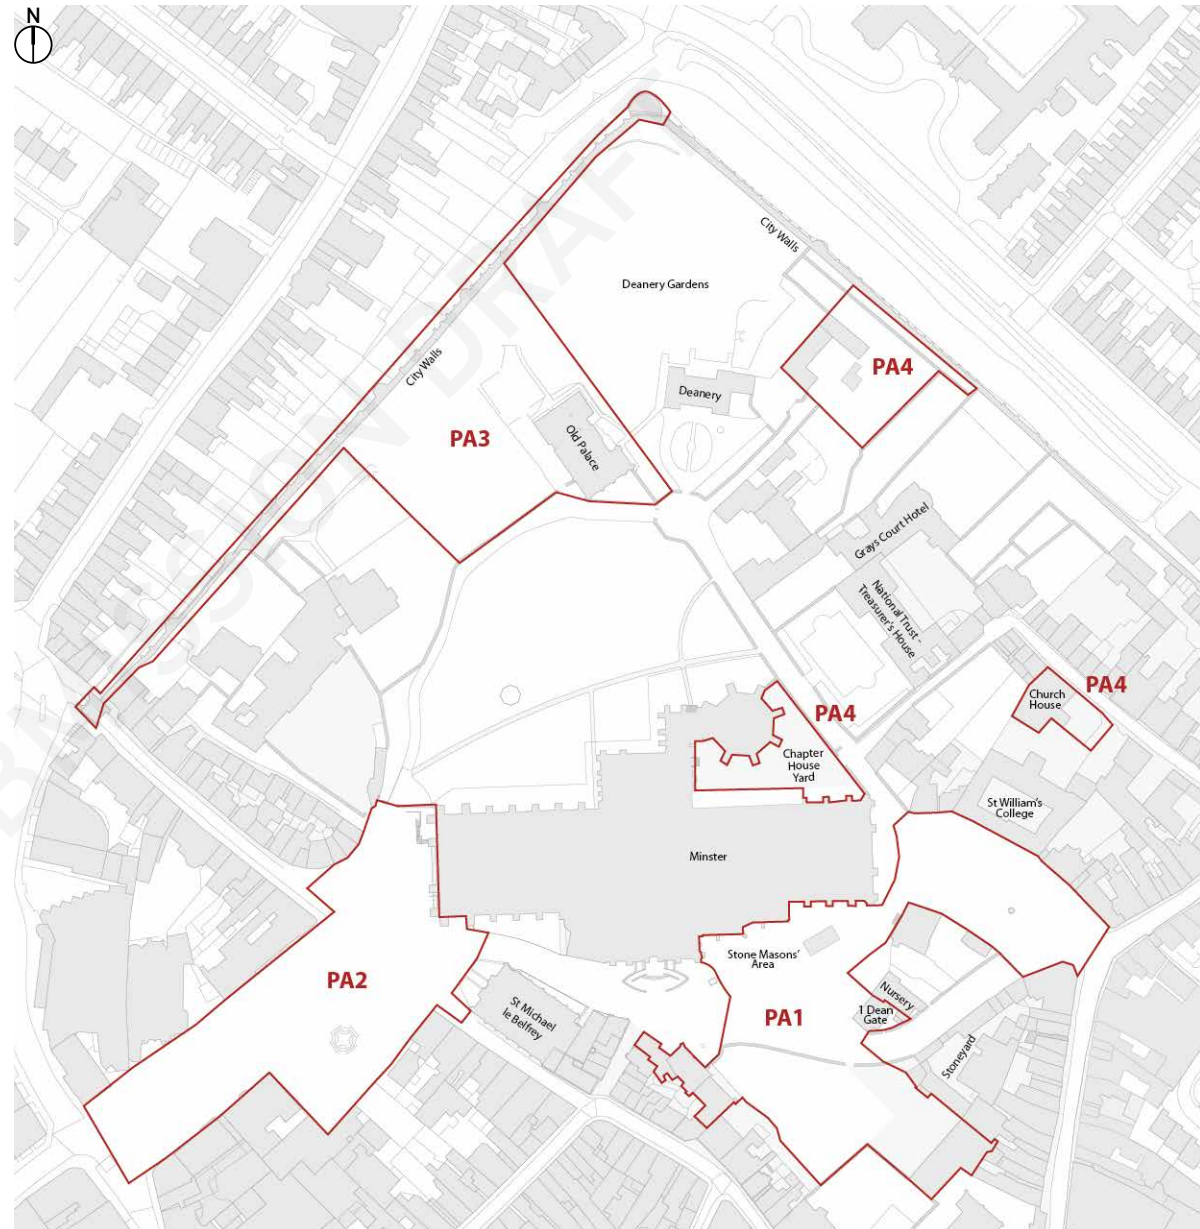 N
City Walls
Deanery Gardens
PA4
City Walls
Deanery
PA3
Old Palace
Grays Court Hotel
National Trust -
Treasurer's House
PA4
Church
House
PA4
Chapter
House
Yard
St William's
College
Minster
Stone Masons'
Area
PA2
Nursery
1 Dean
Gate
PA1
St Michael
le Belfrey
Stoneyard